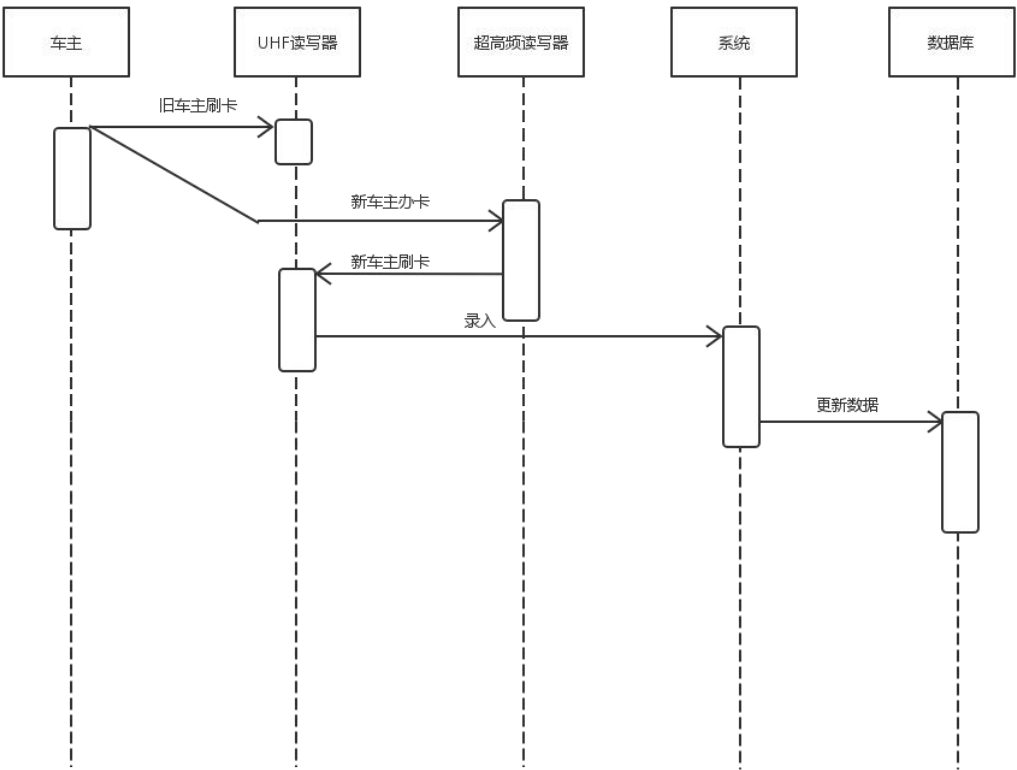 车主
UHF读写器
超高频读写器
系统
数据库
旧车主刷卡
新车主办卡
新车主刷卡
录入
更新数据